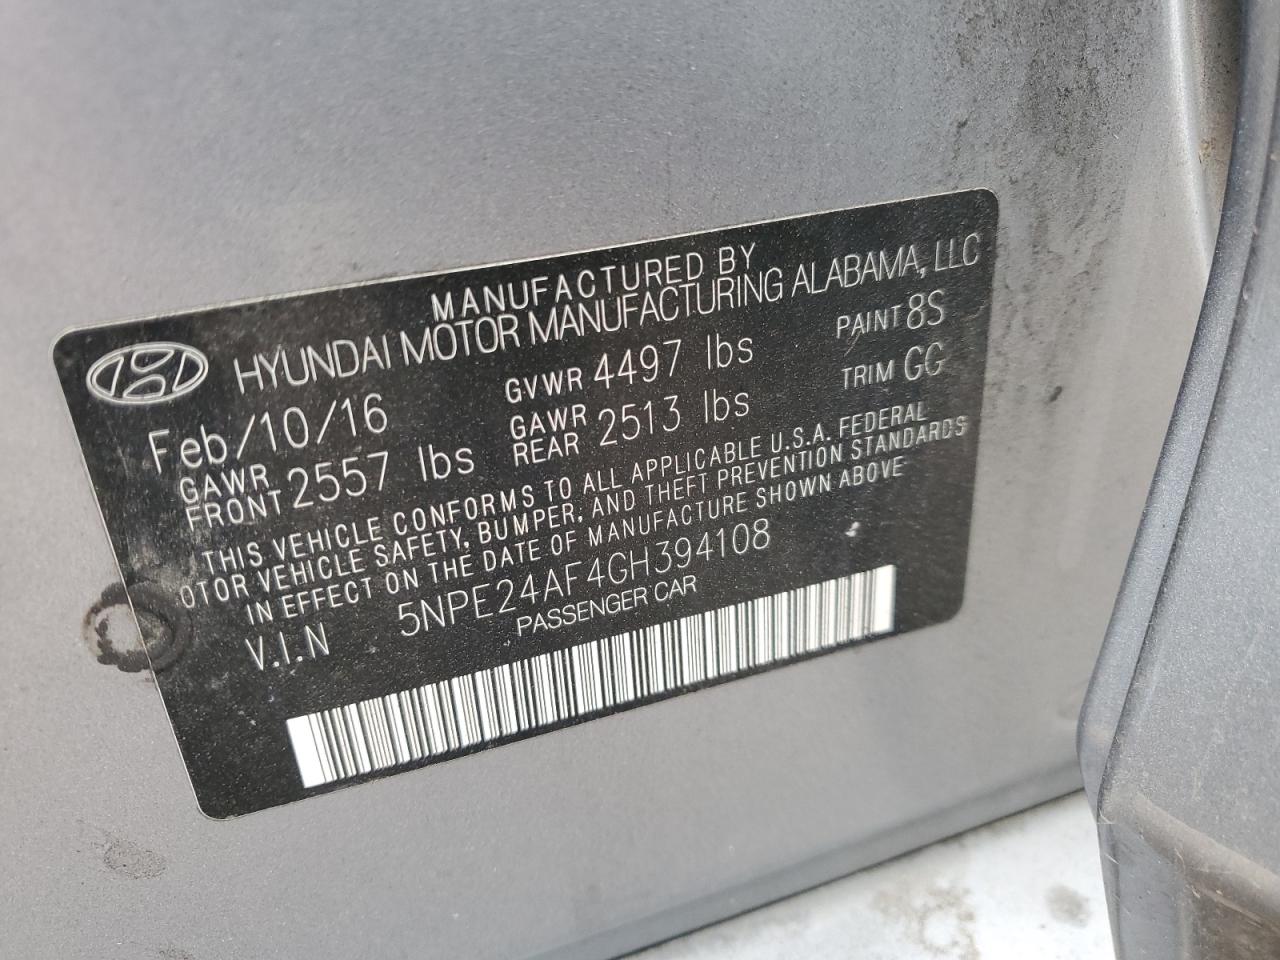 MANUFACTURED BY
HYUNDAI MOTOR MANUFACTURING ALABAMA, LLC
Feb/10/16 GVWR 4497 lbs PAINT 8S
GAWR FRONT 2557 lbs GAWR REAR 2513 lbs TRIM GG
THIS VEHICLE CONFORMS TO ALL APPLICABLE U.S.A. FEDERAL
OTOR VEHICLE SAFETY, BUMPER, AND THEFT PREVENTION STANDARDS
IN EFFECT ON THE DATE OF MANUFACTURE SHOWN ABOVE
V.I.N 5NPE24AF4GH394108
PASSENGER CAR